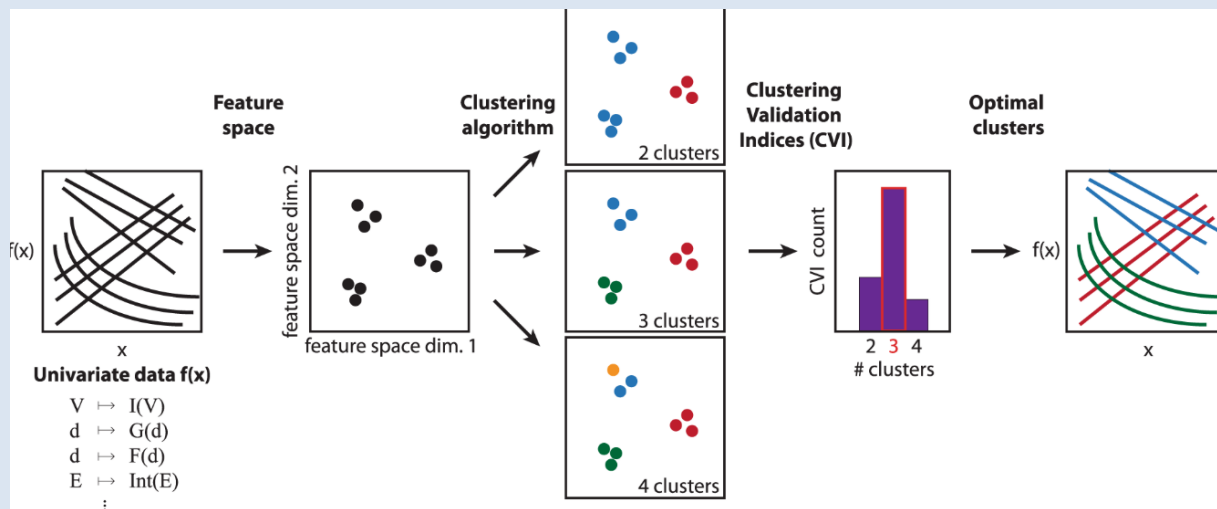 Feature
space
Clustering
algorithm
Clustering
Validation
Indices (CVI)
Optimal
clusters
f(x)
x
Univariate data f(x)
V ↦ I(V)
d ↦ G(d)
d ↦ F(d)
E ↦ Int(E)
⋮
feature space dim. 2
feature space dim. 1
2 clusters
3 clusters
4 clusters
CVI count
2 3 4
# clusters
f(x)
x